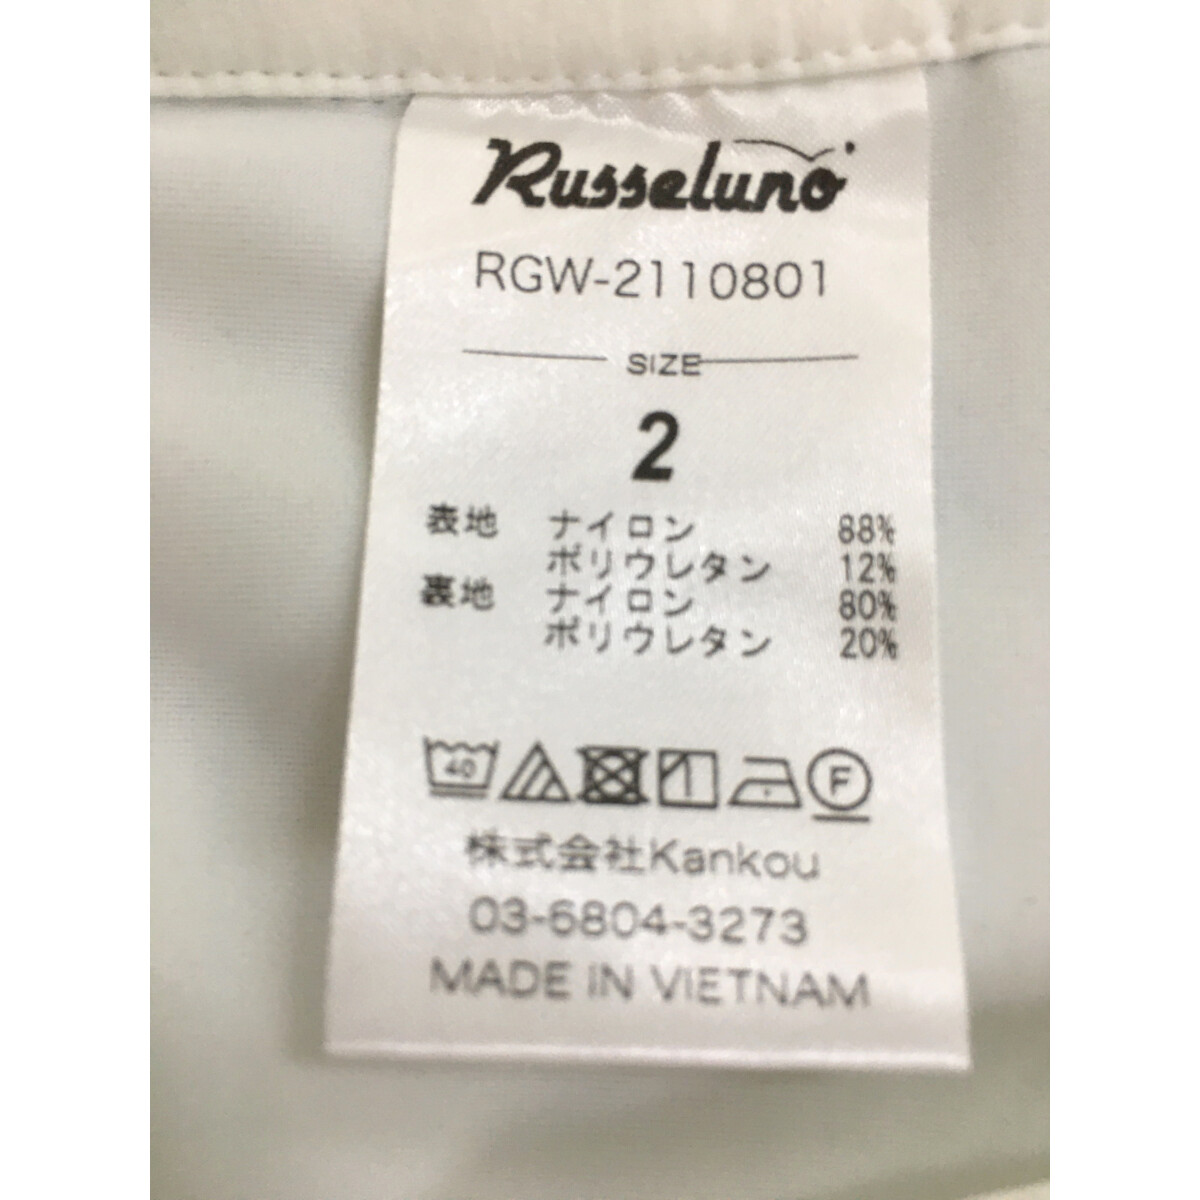 Russeluno
RGW-2110801
SIZE
2
表地 ナイロン 88%
ポリウレタン 12%
裏地 ナイロン 80%
ポリウレタン 20%
40
F
株式会社Kankou
03-6804-3273
MADE IN VIETNAM